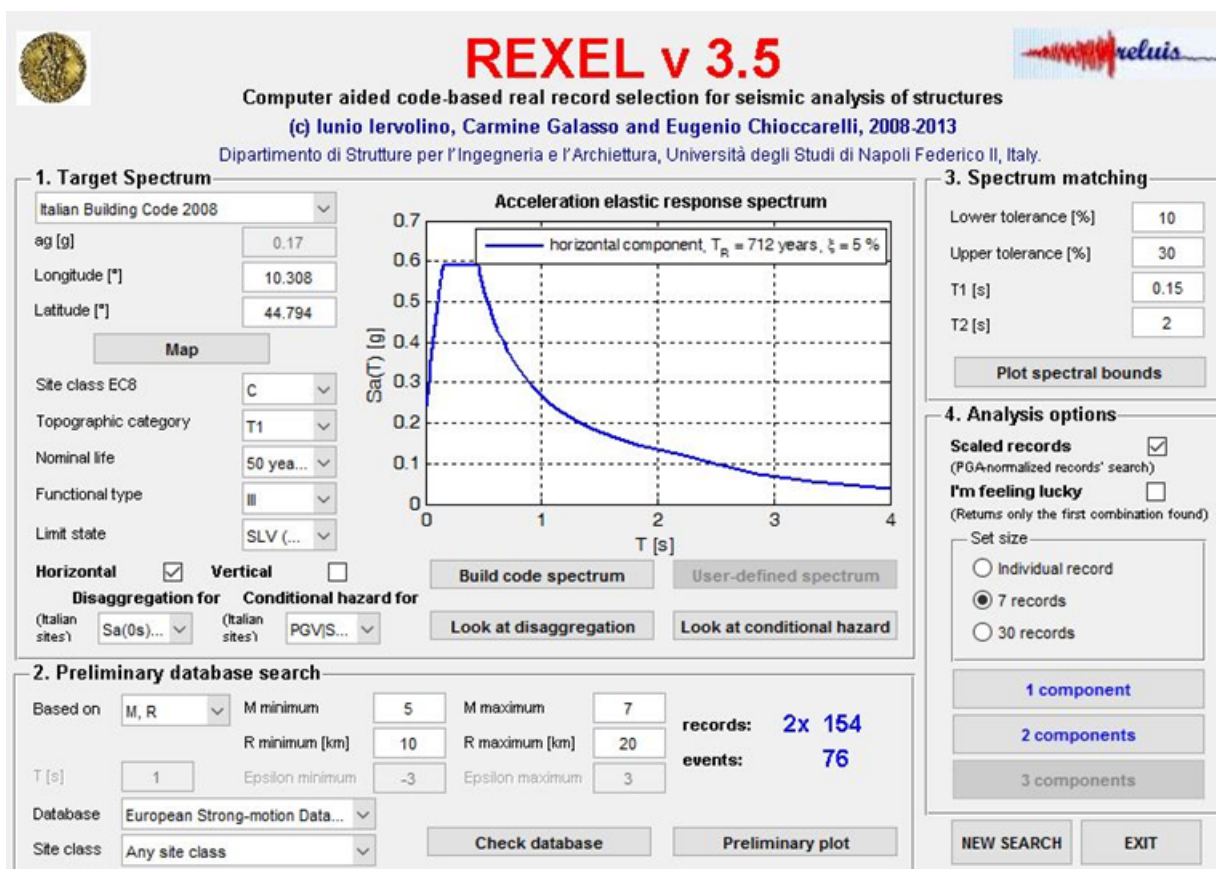 REXEL v 3.5
reluis
Computer aided code-based real record selection for seismic analysis of structures
(c) Iunio Iervolino, Carmine Galasso and Eugenio Chioccarelli, 2008-2013
Dipartimento di Strutture per l'Ingegneria e l'Archiettura, Università degli Studi di Napoli Federico II, Italy.
1. Target Spectrum
Italian Building Code 2008
ag [g] 0.17
Longitude [°] 10.308
Latitude [°] 44.794
Map
Site class EC8 C
Topographic category T1
Nominal life 50 yea...
Functional type III
Limit state SLV (...
Horizontal Vertical
Disaggregation for Conditional hazard for
(Italian sites) Sa(0s)... (Italian sites) PGV|S...
Acceleration elastic response spectrum
horizontal component, TR = 712 years, ξ = 5 %
Sa(T) [g]
0.7
0.6
0.5
0.4
0.3
0.2
0.1
0
0 1 2 3 4
T [s]
Build code spectrum User-defined spectrum
Look at disaggregation Look at conditional hazard
2. Preliminary database search
Based on M, R M minimum 5 M maximum 7
R minimum [km] 10 R maximum [km] 20
T [s] 1 Epsilon minimum -3 Epsilon maximum 3
records: 2x 154
events: 76
Database European Strong-motion Data...
Site class Any site class
Check database Preliminary plot
3. Spectrum matching
Lower tolerance [%] 10
Upper tolerance [%] 30
T1 [s] 0.15
T2 [s] 2
Plot spectral bounds
4. Analysis options
Scaled records
(PGA-normalized records' search)
I'm feeling lucky
(Returns only the first combination found)
Set size
Individual record
7 records
30 records
1 component
2 components
3 components
NEW SEARCH EXIT